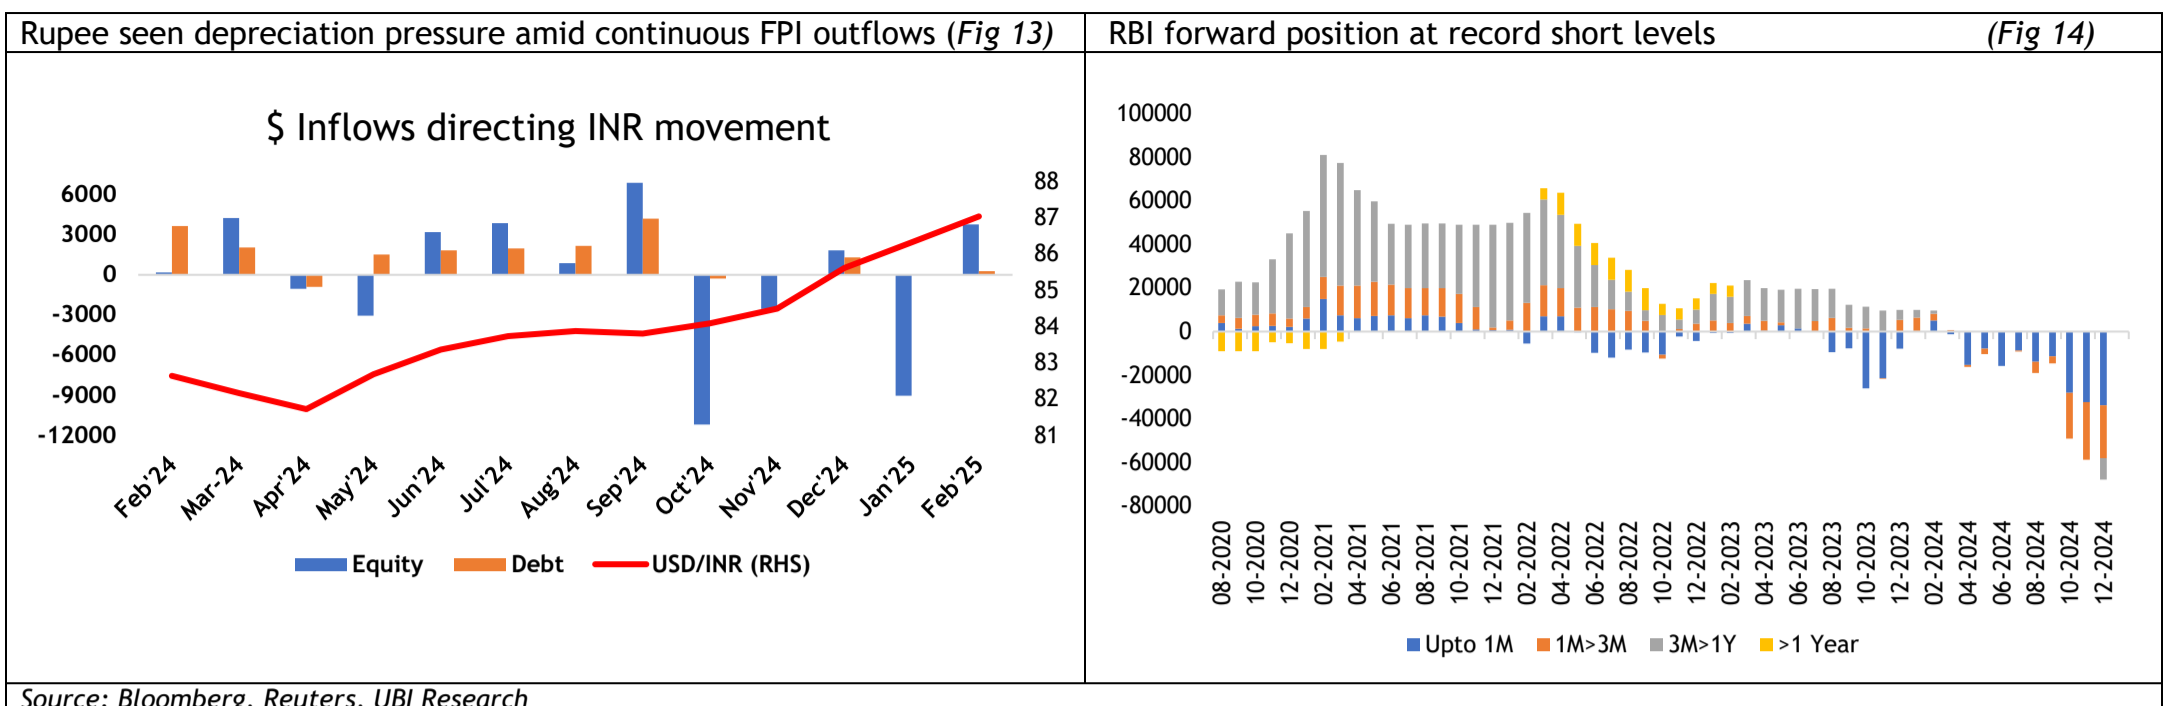 Rupee seen depreciation pressure amid continuous FPI outflows (Fig 13)
$ Inflows directing INR movement
6000
3000
0
-3000
-6000
-9000
-12000
88
87
86
85
84
83
82
81
Feb'24
Mar-24
Apr'24
May'24
Jun'24
Jul'24
Aug'24
Sep'24
Oct'24
Nov'24
Dec'24
Jan'25
Feb'25
Equity Debt USD/INR (RHS)
RBI forward position at record short levels (Fig 14)
100000
80000
60000
40000
20000
0
-20000
-40000
-60000
-80000
08-2020
10-2020
12-2020
02-2021
04-2021
06-2021
08-2021
10-2021
12-2021
02-2022
04-2022
06-2022
08-2022
10-2022
12-2022
02-2023
04-2023
06-2023
08-2023
10-2023
12-2023
02-2024
04-2024
06-2024
08-2024
10-2024
12-2024
Upto 1M 1M>3M 3M>1Y >1 Year
Source: Bloomberg, Reuters, UBI Research